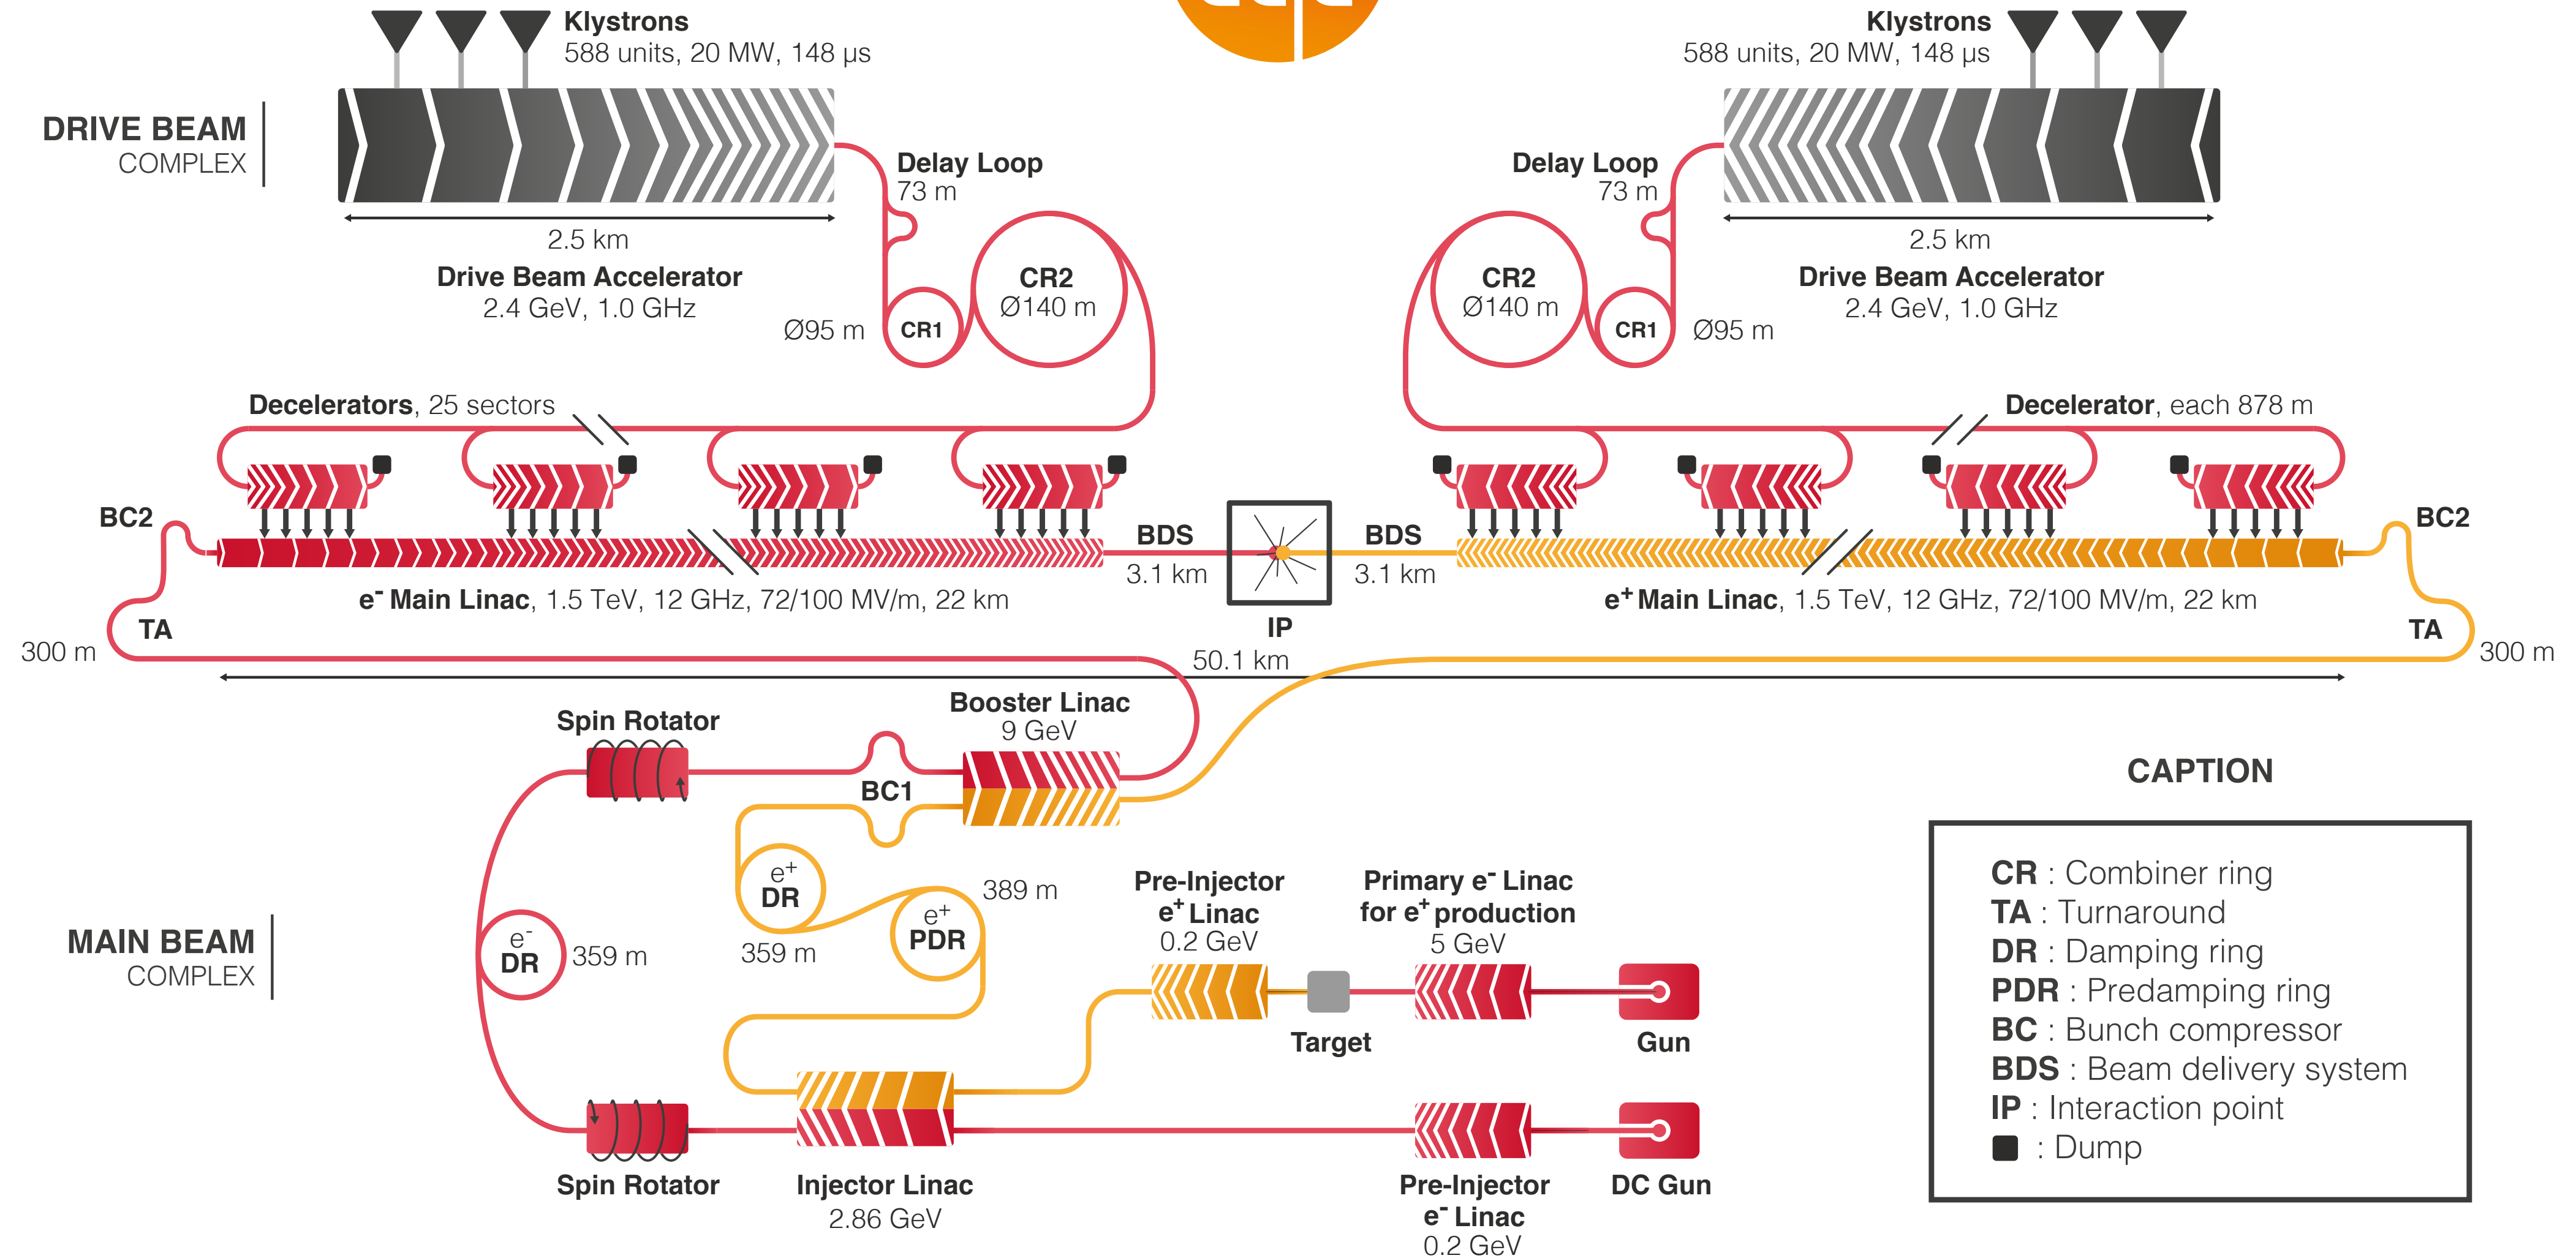 Klystrons
588 units, 20 MW, 148 µs
Klystrons
588 units, 20 MW, 148 µs
DRIVE BEAM
COMPLEX
Delay Loop
73 m
Delay Loop
73 m
2.5 km
Drive Beam Accelerator
2.4 GeV, 1.0 GHz
2.5 km
Drive Beam Accelerator
2.4 GeV, 1.0 GHz
CR2
Ø140 m
CR2
Ø140 m
Ø95 m
CR1
CR1
Ø95 m
Decelerators, 25 sectors
Decelerator, each 878 m
BC2
BDS
3.1 km
BDS
3.1 km
BC2
e- Main Linac, 1.5 TeV, 12 GHz, 72/100 MV/m, 22 km
IP
e+ Main Linac, 1.5 TeV, 12 GHz, 72/100 MV/m, 22 km
TA
300 m
TA
300 m
50.1 km
Booster Linac
9 GeV
Spin Rotator
BC1
MAIN BEAM
COMPLEX
e-
DR
359 m
e+
DR
359 m
e+
PDR
389 m
Pre-Injector
e+ Linac
0.2 GeV
Primary e- Linac
for e+ production
5 GeV
Target
Gun
Spin Rotator
Injector Linac
2.86 GeV
Pre-Injector
e- Linac
0.2 GeV
DC Gun
CAPTION
CR : Combiner ring
TA : Turnaround
DR : Damping ring
PDR : Predamping ring
BC : Bunch compressor
BDS : Beam delivery system
IP : Interaction point
: Dump